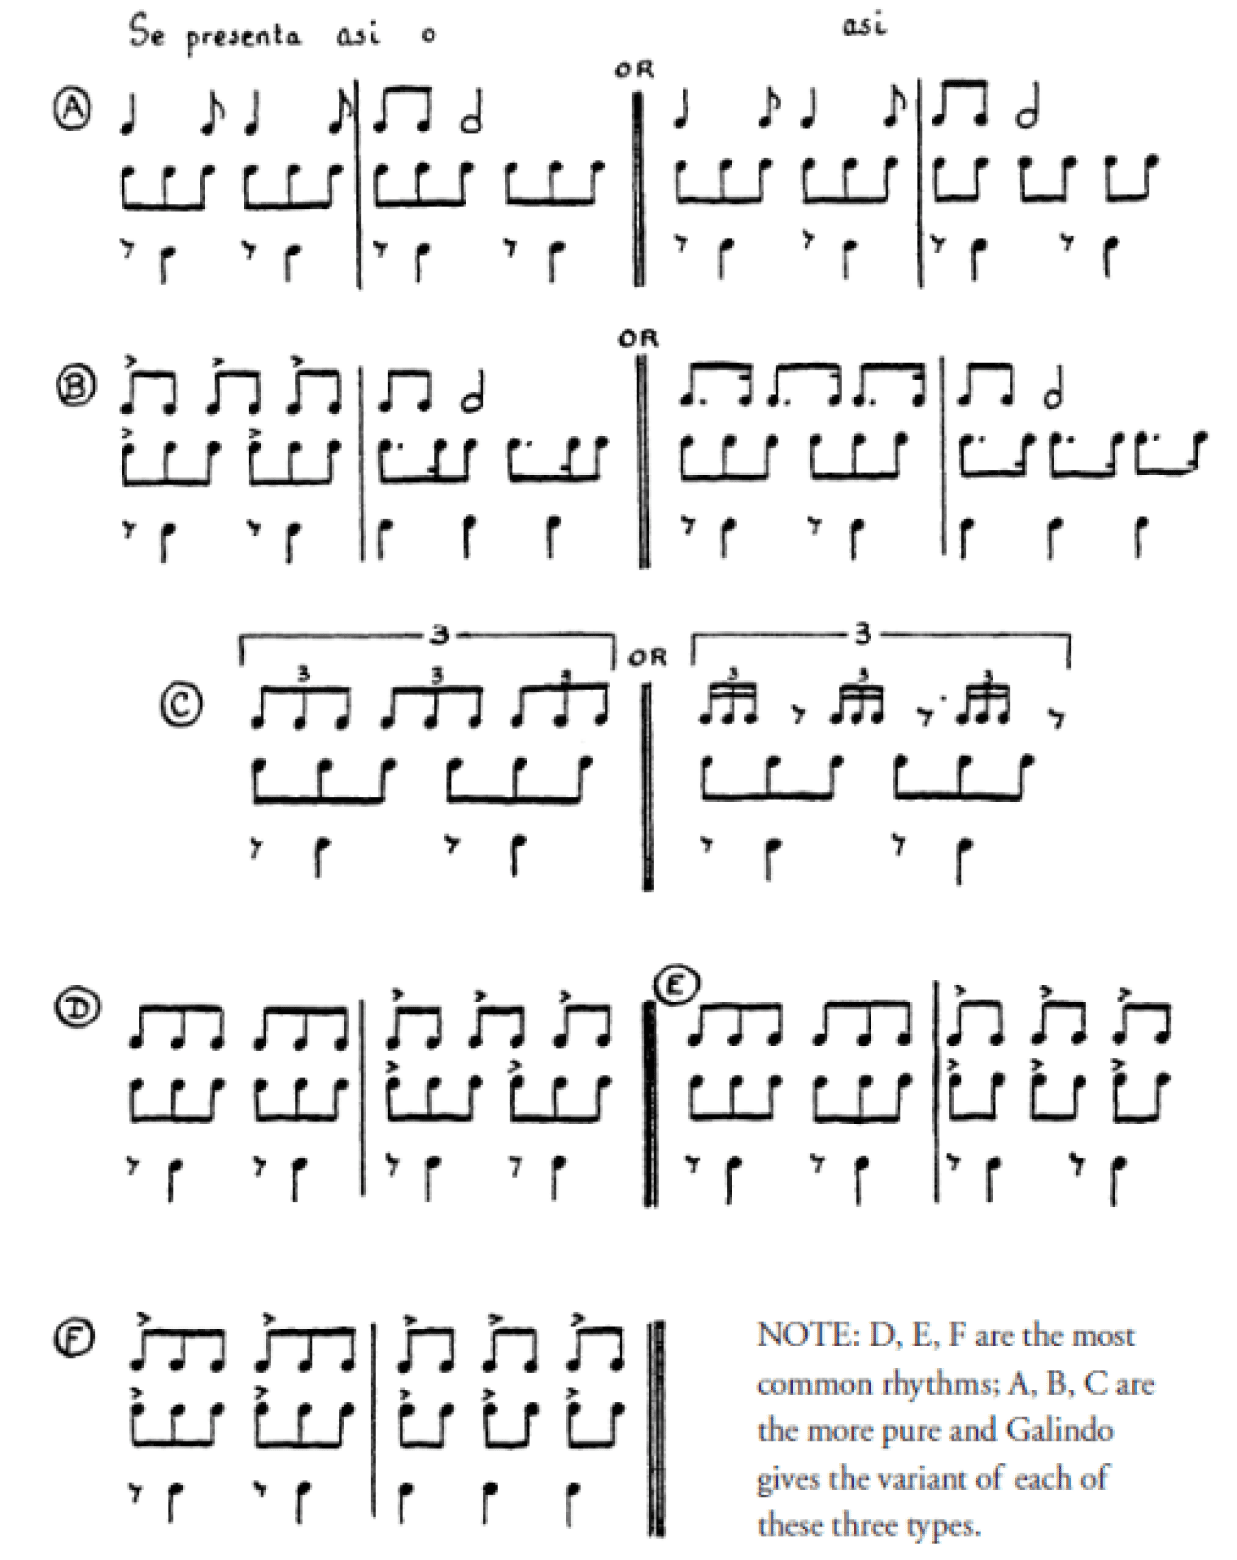 Se presenta asi o
asi
OR
A
OR
B
3
3
3 3 3
OR
3 3 3
C
D
E
F
NOTE: D, E, F are the most
common rhythms; A, B, C are
the more pure and Galindo
gives the variant of each of
these three types.